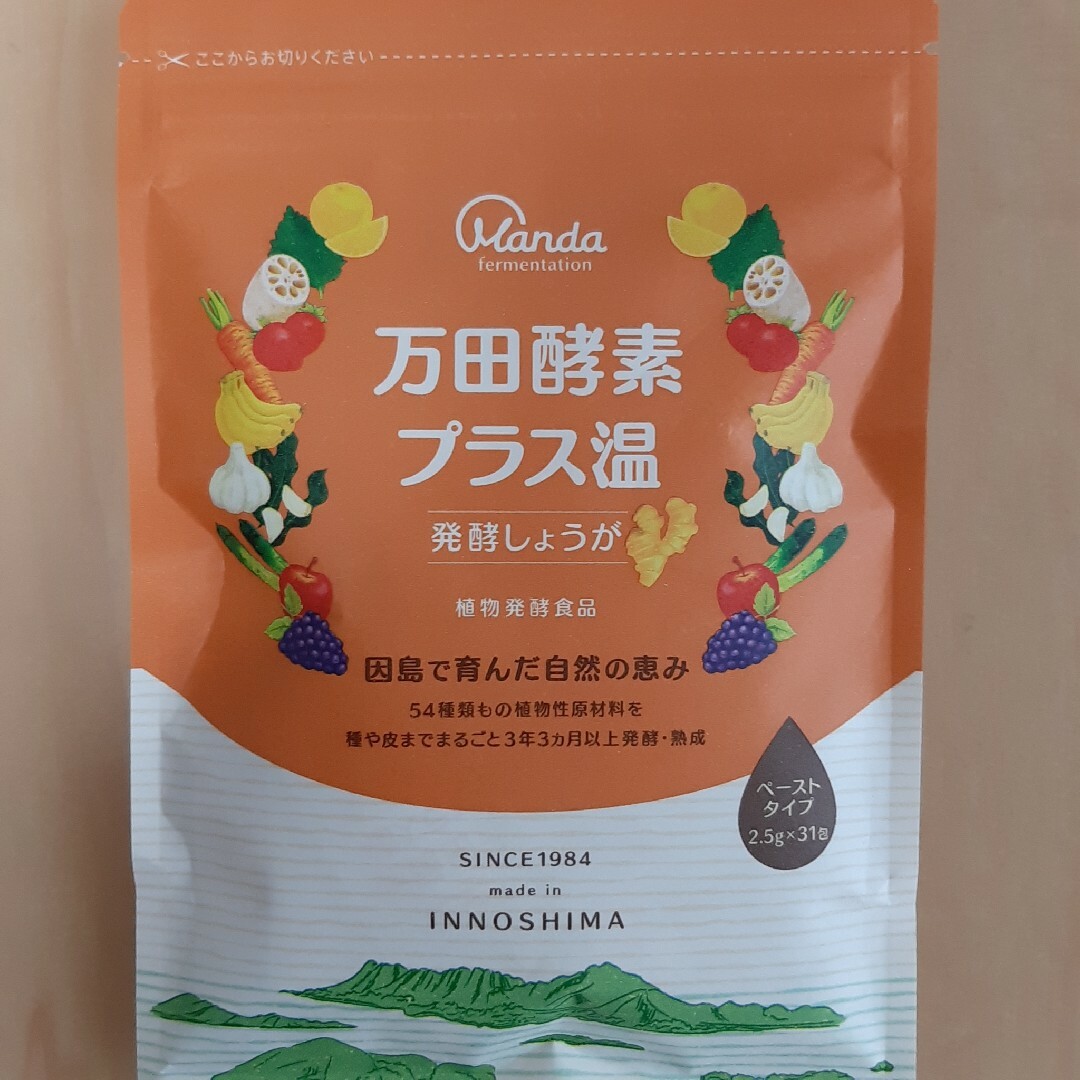 ここからお切りください
Manda
fermentation
万田酵素
プラス温
発酵しょうが
植物発酵食品
因島で育んだ自然の恵み
54種類もの植物性原材料を
種や皮までまるごと3年3ヵ月以上発酵・熟成
ペースト
タイプ
2.5g×31包
SINCE1984
made in
INNOSHIMA